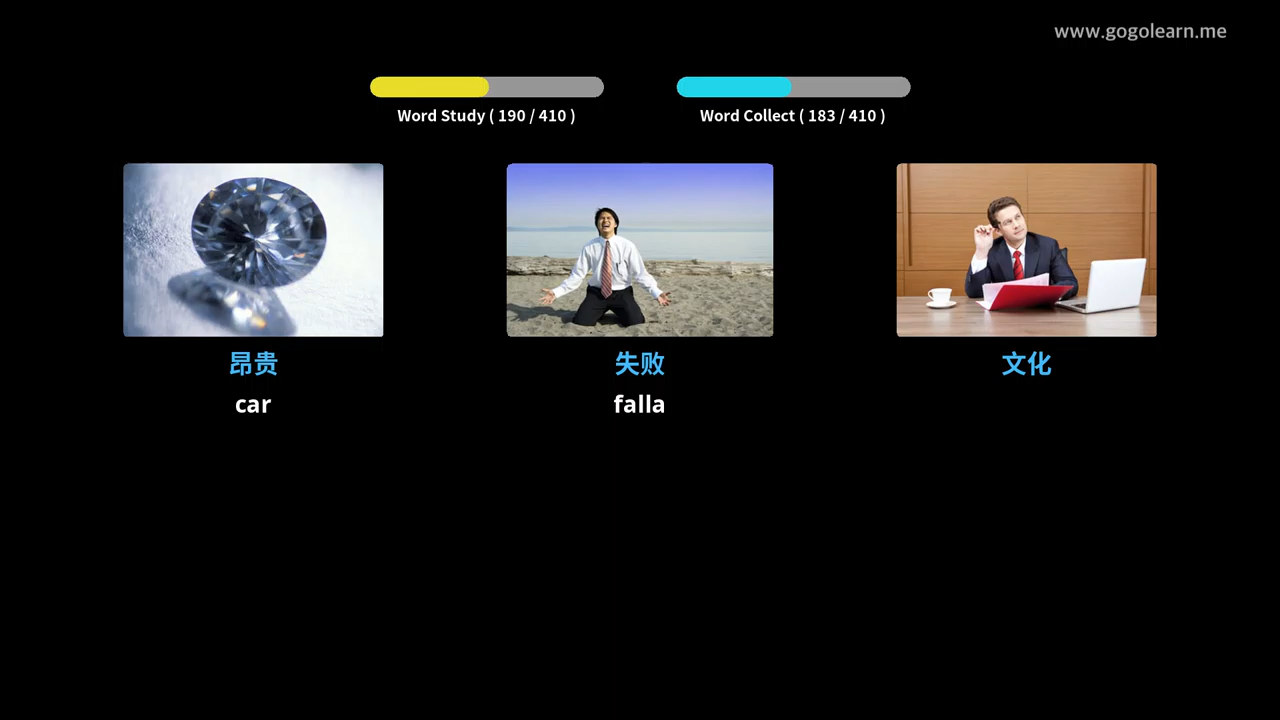 www.gogolearn.me
Word Study ( 190 / 410 )
Word Collect ( 183 / 410 )
昂贵
失败
文化
car
falla